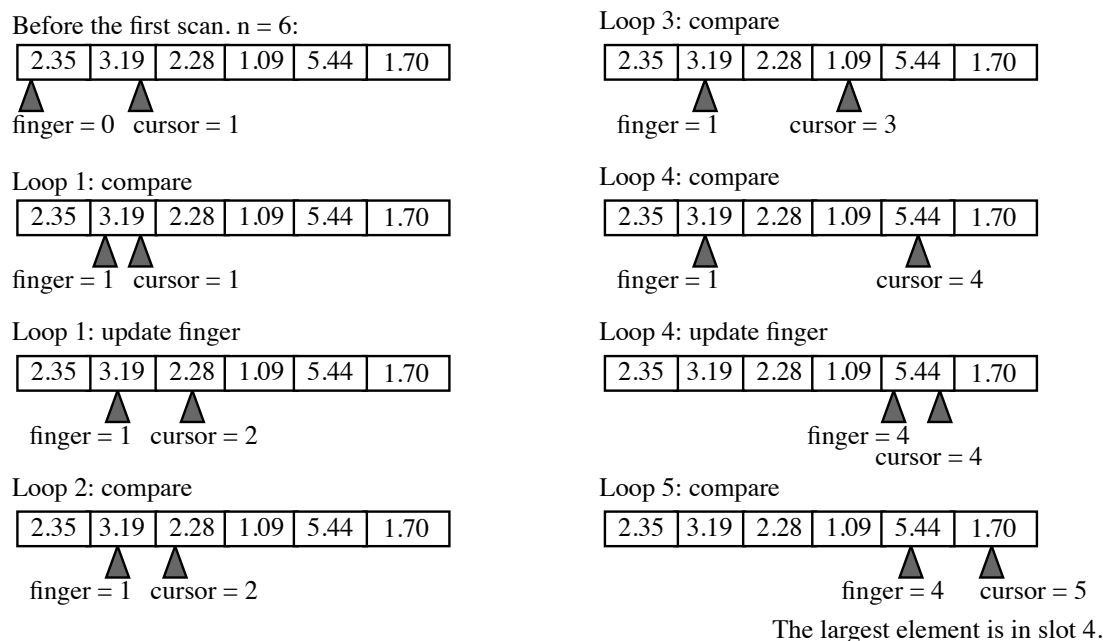 Before the first scan. n = 6:
2.35 3.19 2.28 1.09 5.44 1.70
finger = 0 cursor = 1
Loop 1: compare
2.35 3.19 2.28 1.09 5.44 1.70
finger = 1 cursor = 1
Loop 1: update finger
2.35 3.19 2.28 1.09 5.44 1.70
finger = 1 cursor = 2
Loop 2: compare
2.35 3.19 2.28 1.09 5.44 1.70
finger = 1 cursor = 2
Loop 3: compare
2.35 3.19 2.28 1.09 5.44 1.70
finger = 1 cursor = 3
Loop 4: compare
2.35 3.19 2.28 1.09 5.44 1.70
finger = 1 cursor = 4
Loop 4: update finger
2.35 3.19 2.28 1.09 5.44 1.70
finger = 4
cursor = 4
Loop 5: compare
2.35 3.19 2.28 1.09 5.44 1.70
finger = 4 cursor = 5
The largest element is in slot 4.